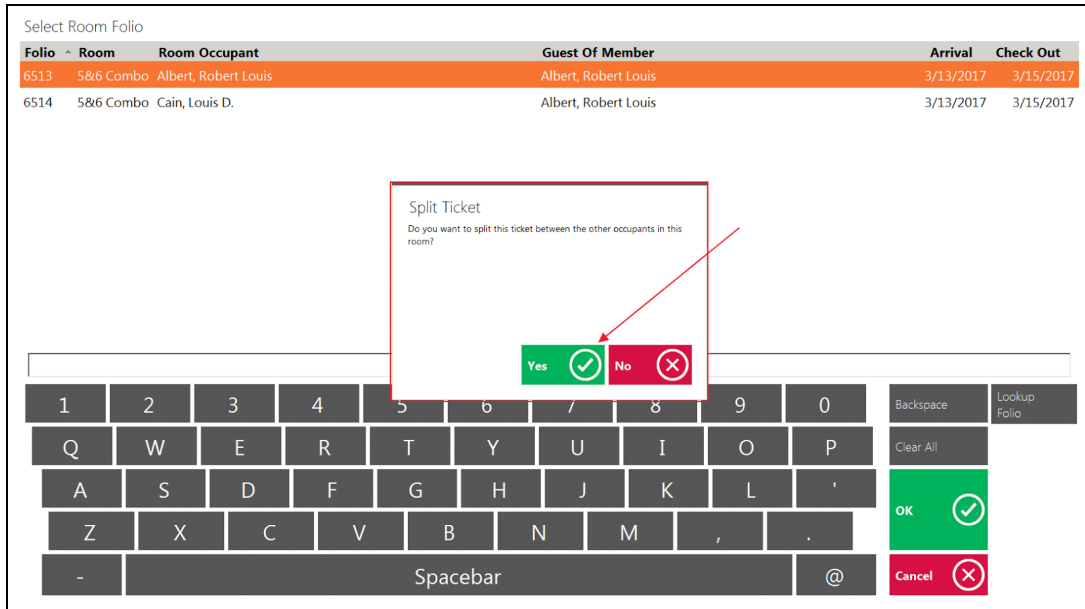 Select Room Folio
Folio Room Room Occupant Guest Of Member Arrival Check Out
6513 5&6 Combo Albert, Robert Louis Albert, Robert Louis 3/13/2017 3/15/2017
6514 5&6 Combo Cain, Louis D. Albert, Robert Louis 3/13/2017 3/15/2017
Split Ticket
Do you want to split this ticket between the other occupants in this
room?
Yes No
1 2 3 4 5 6 7 8 9 0 Backspace Lookup
Folio
Q W E R T Y U I O P Clear All
A S D F G H J K L '
OK
Z X C V B N M , .
- Spacebar @ Cancel